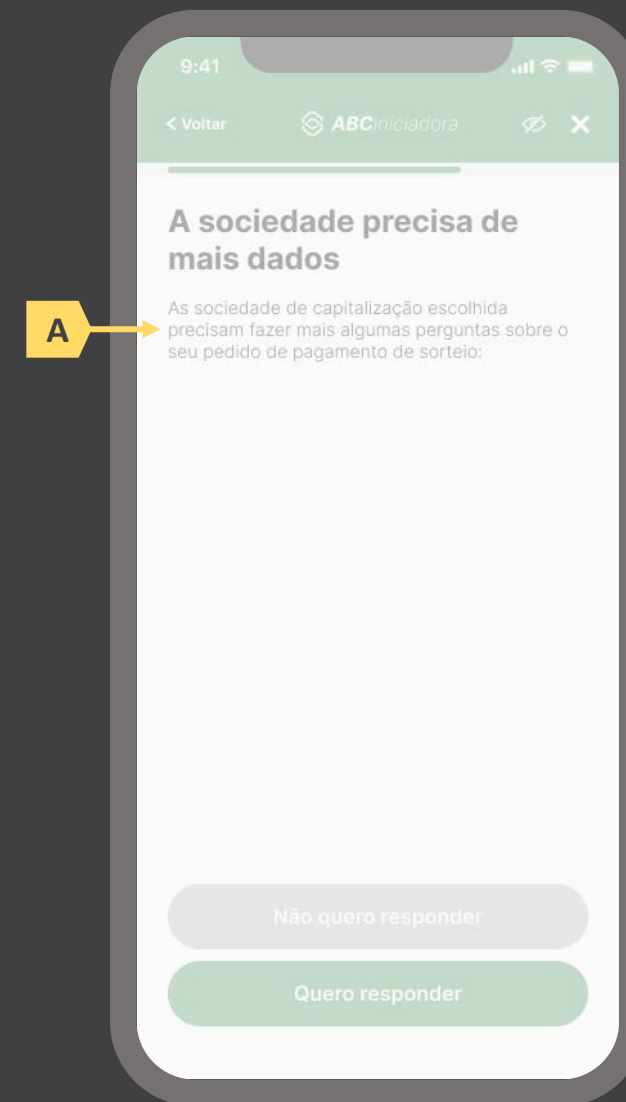 9:41
< Voltar
ABCiniciadora
A sociedade precisa de
mais dados
A
As sociedade de capitalização escolhida
precisam fazer mais algumas perguntas sobre o
seu pedido de pagamento de sorteio:
Não quero responder
Quero responder